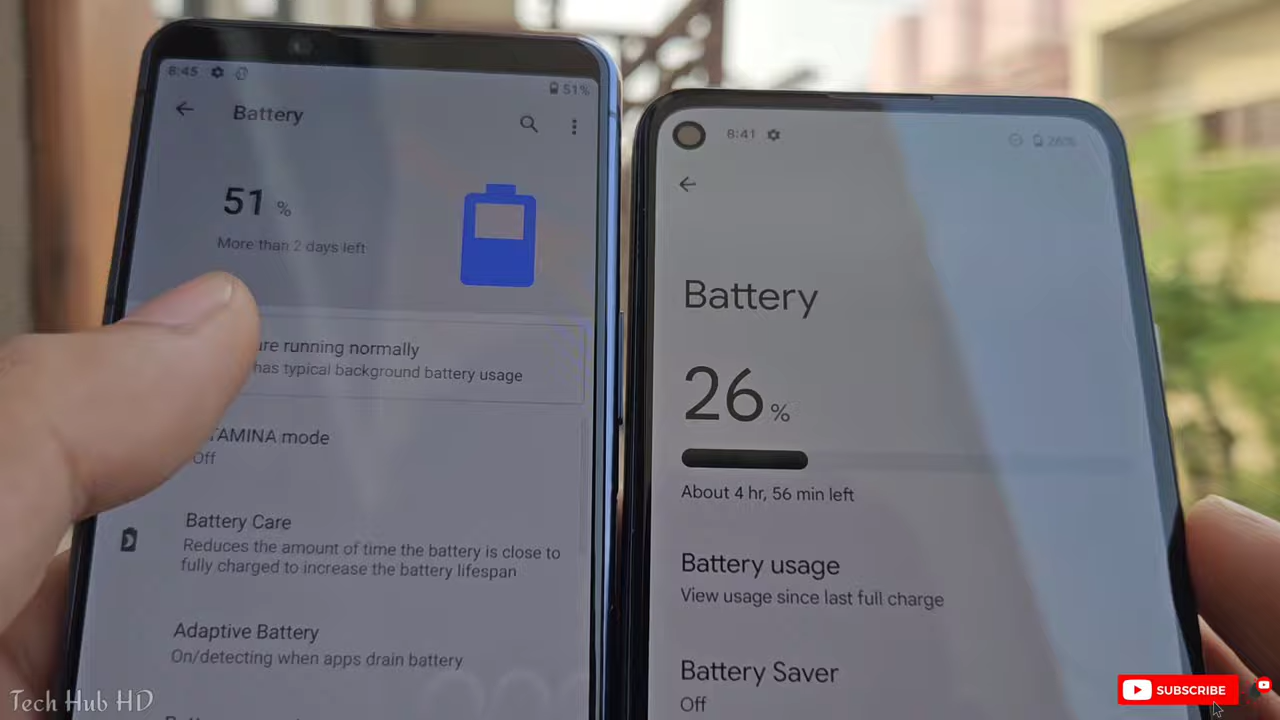 8:45
51%
Battery
51 %
More than 2 days left
are running normally
has typical background battery usage
TAMINA mode
Off
Battery Care
Reduces the amount of time the battery is close to
fully charged to increase the battery lifespan
Adaptive Battery
On/detecting when apps drain battery
8:41
26%
Battery
26 %
About 4 hr, 56 min left
Battery usage
View usage since last full charge
Battery Saver
Off
Tech Hub HD
SUBSCRIBE